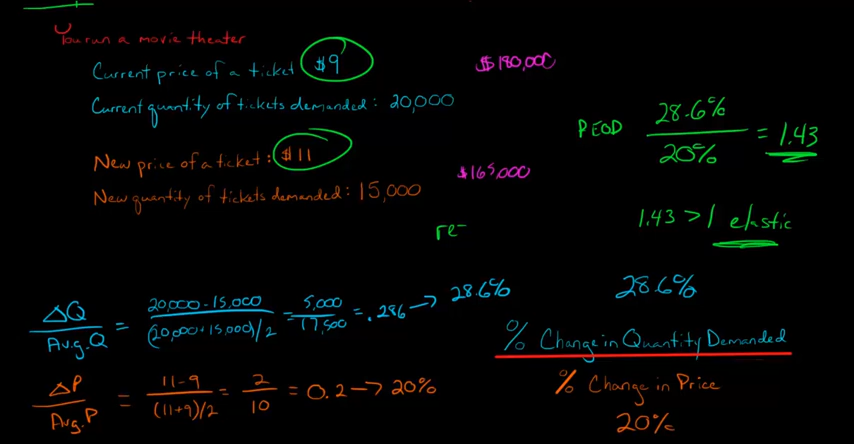 You run a movie theater
Current price of a ticket $9
$180,000
Current quantity of tickets demanded: 20,000
PEOD 28.6% / 20% = 1.43
New price of a ticket: $11
$165,000
New quantity of tickets demanded: 15,000
1.43 > 1 elastic
re-
ΔQ / Avg. Q = 20,000 - 15,000 / (20,000 + 15,000)/2 = 5,000 / 17,500 = .286 → 28.6%
28.6%
% Change in Quantity Demanded
% Change in Price
20%
ΔP / Avg. P = 11-9 / (11+9)/2 = 2 / 10 = 0.2 → 20%